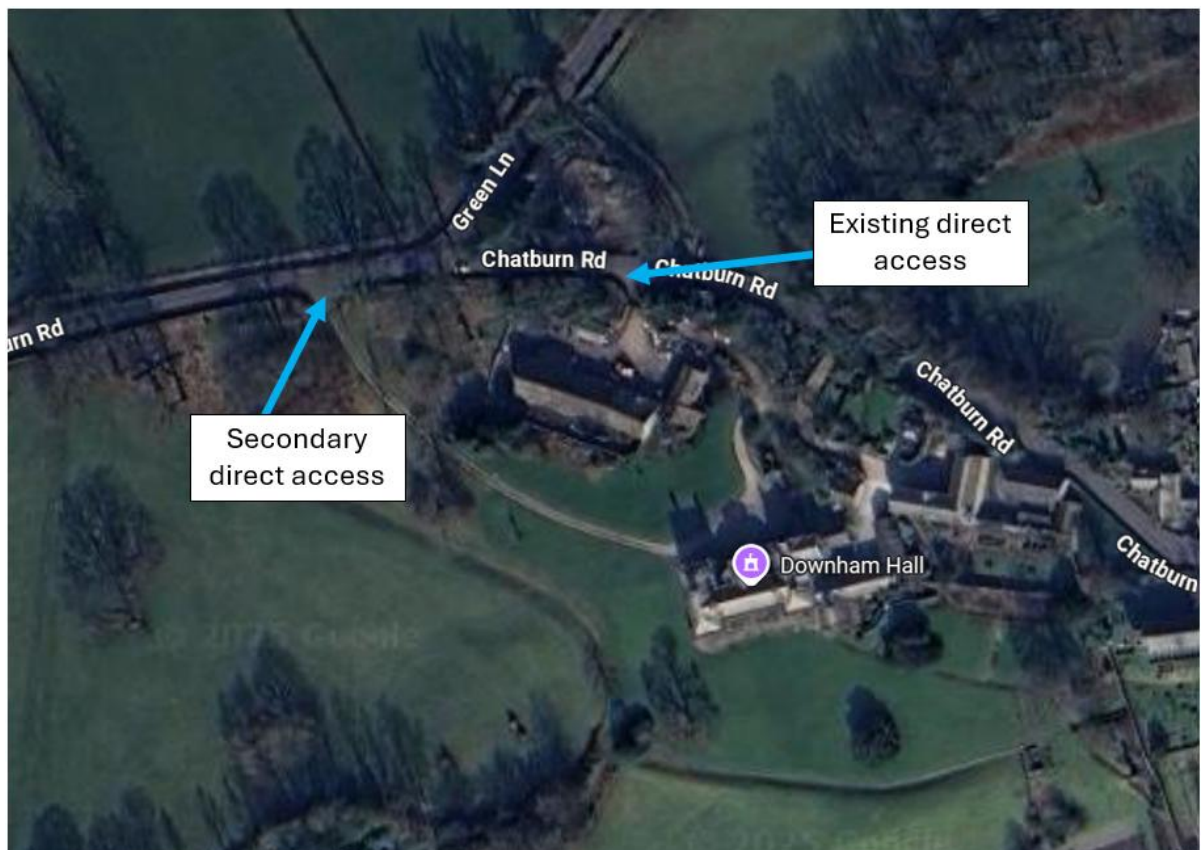 Green Ln
Existing direct
access
Chatburn Rd
Chatburn Rd
urn Rd
Chatburn Rd
Secondary
direct access
Chatburn
Downham Hall